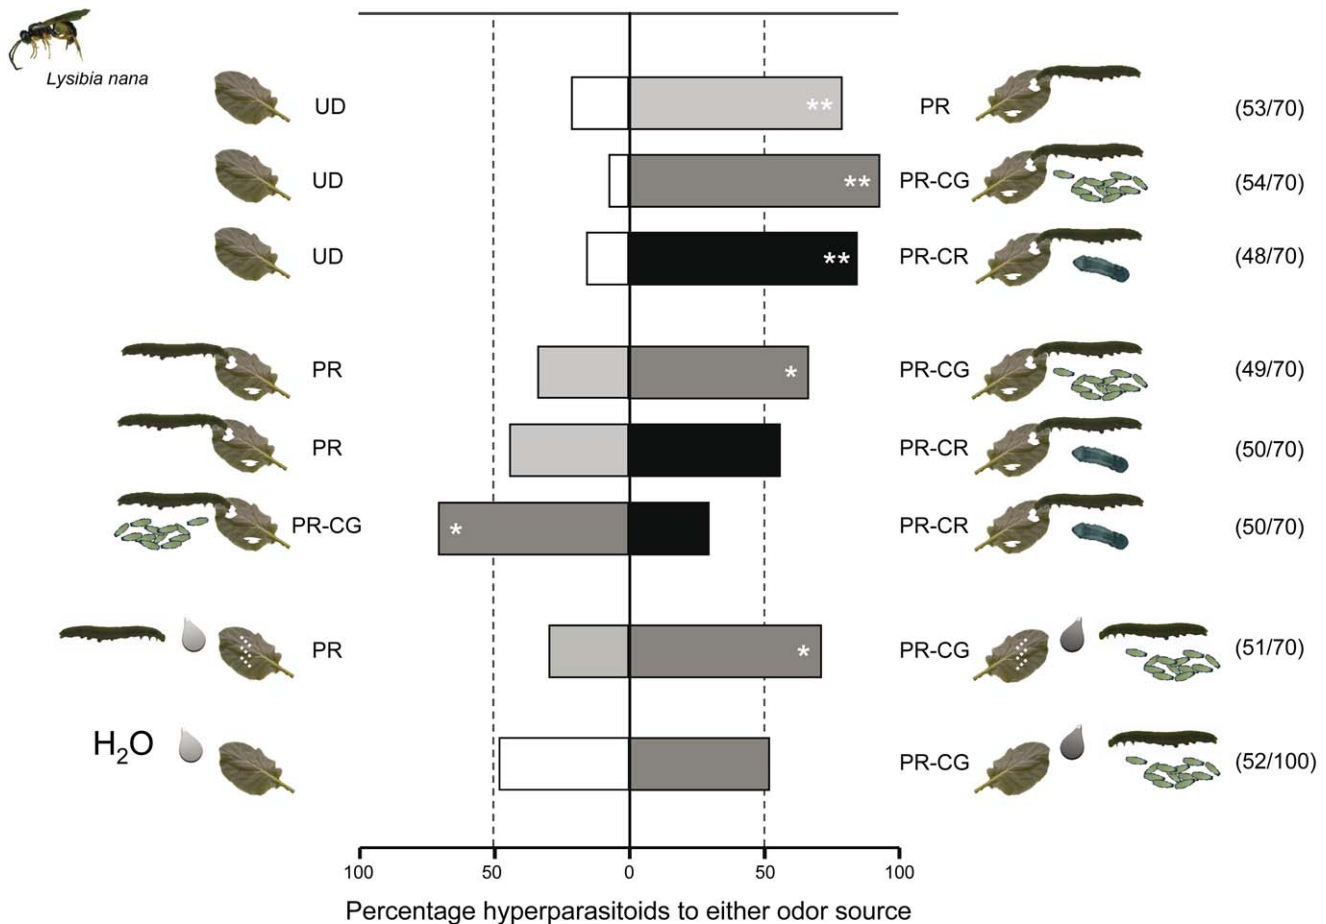 Lysibia nana
UD ** PR (53/70)
UD ** PR-CG (54/70)
UD ** PR-CR (48/70)
PR * PR-CG (49/70)
PR PR-CR (50/70)
PR-CG * PR-CR (50/70)
PR * PR-CG (51/70)
H₂O PR-CG (52/100)
100 50 0 50 100
Percentage hyperparasitoids to either odor source